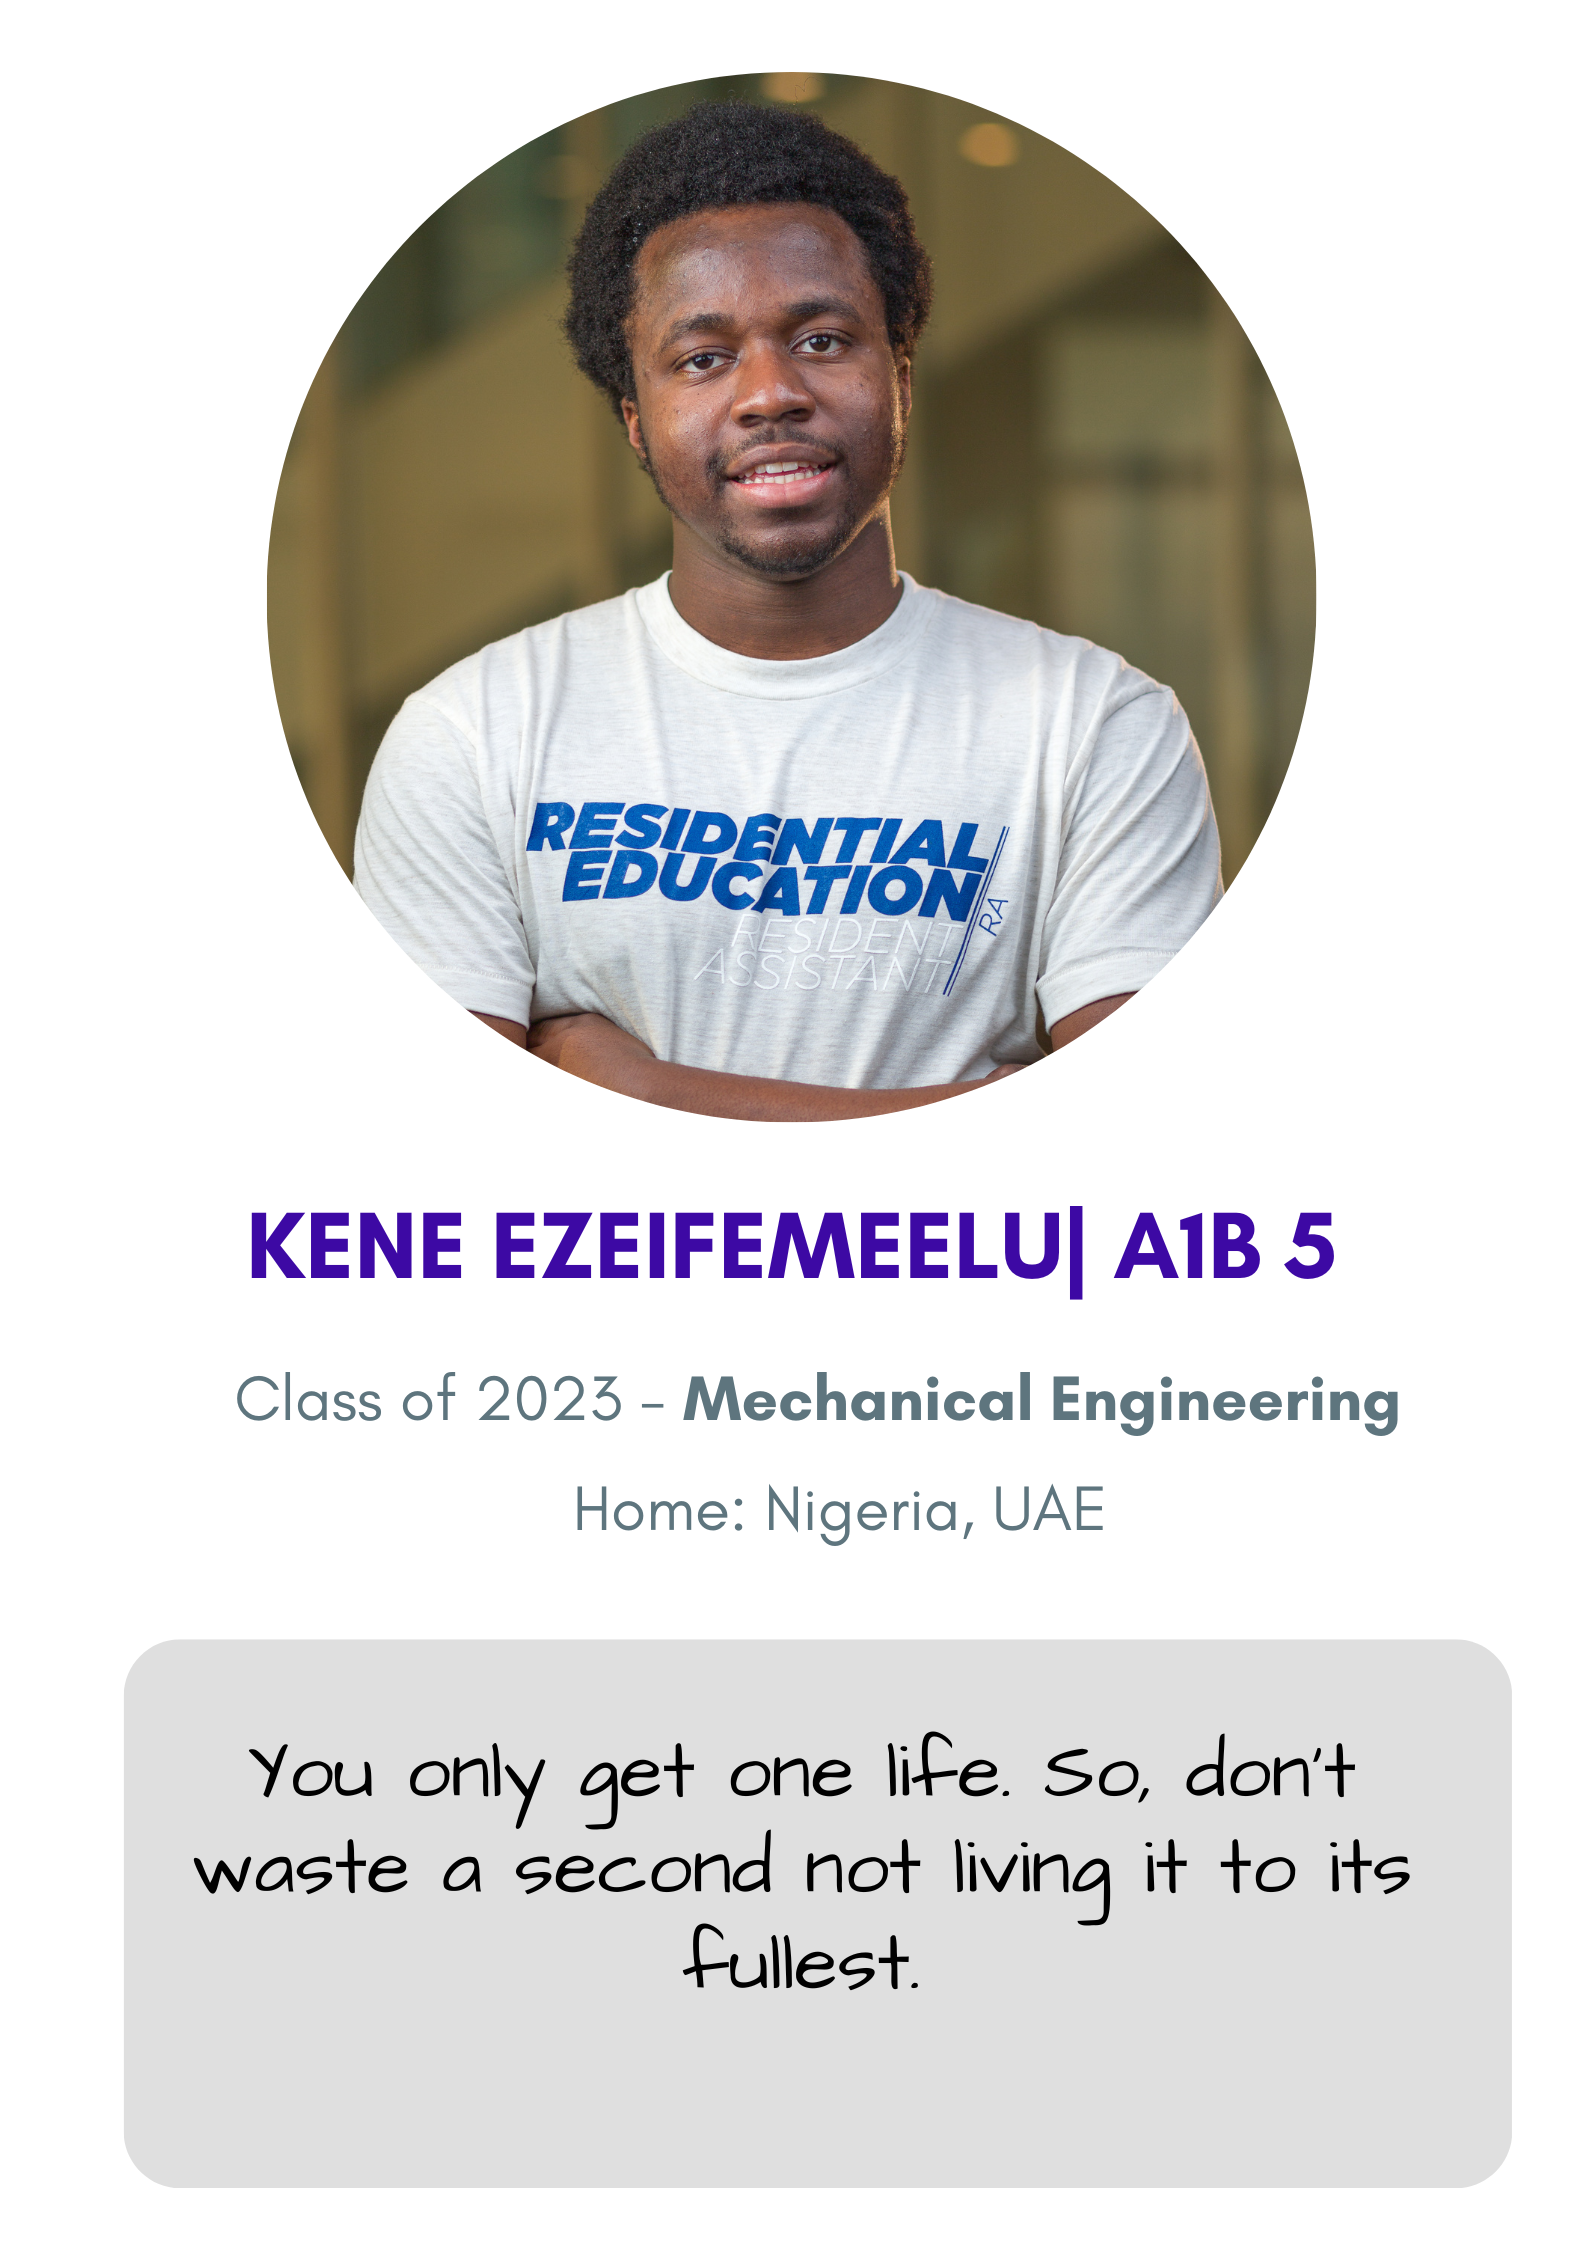 RESIDENTIAL
EDUCATION
RESIDENT
ASSISTANT
RA
KENE EZEIFEMEELU| A1B 5
Class of 2023 - Mechanical Engineering
Home: Nigeria, UAE
You only get one life. So, don't
waste a second not living it to its
fullest.